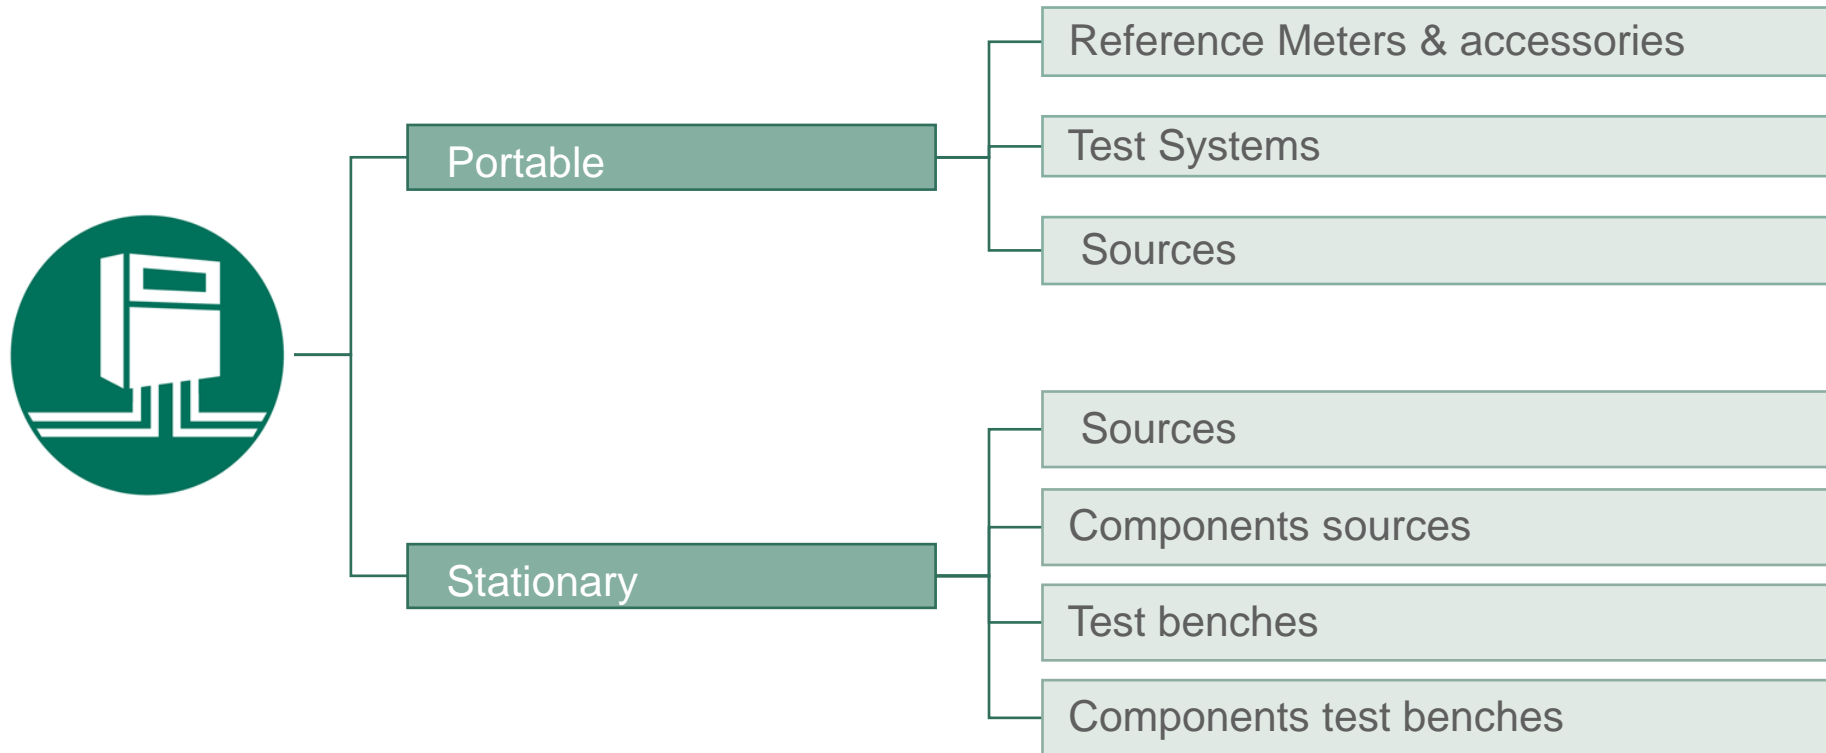 Portable
Reference Meters & accessories
Test Systems
Sources
Stationary
Sources
Components sources
Test benches
Components test benches